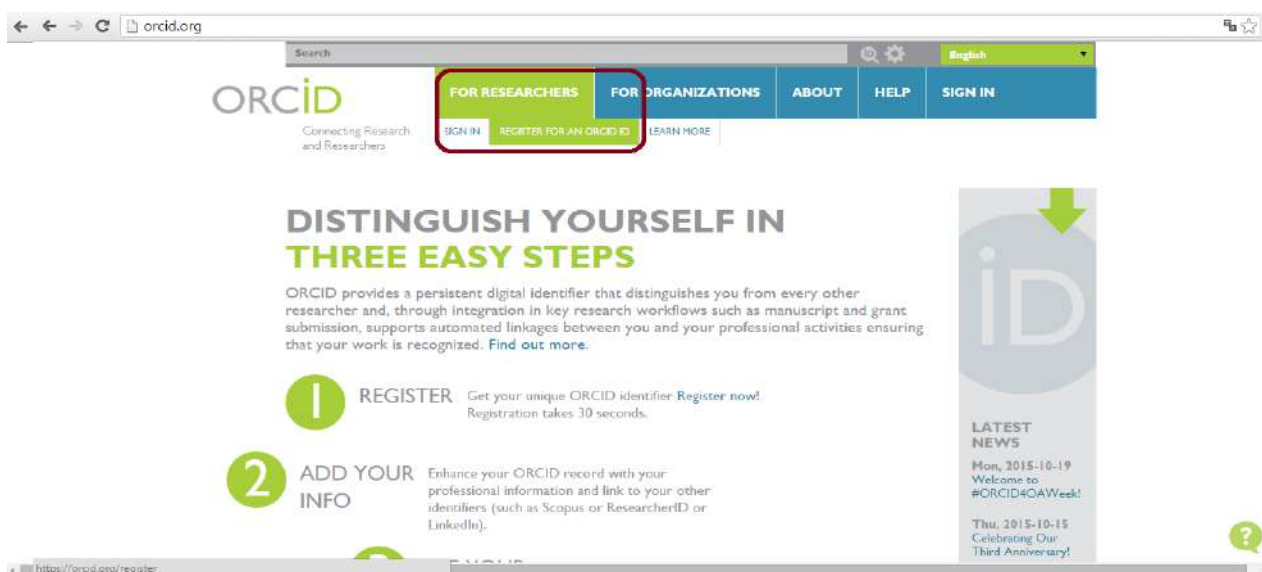 orcid.org
Search
English
ORCID
Connecting Research
and Researchers
FOR RESEARCHERS FOR ORGANIZATIONS ABOUT HELP SIGN IN
SIGN IN REGISTER FOR AN ORCID ID LEARN MORE
DISTINGUISH YOURSELF IN
THREE EASY STEPS
ORCID provides a persistent digital identifier that distinguishes you from every other
researcher and, through integration in key research workflows such as manuscript and grant
submission, supports automated linkages between you and your professional activities ensuring
that your work is recognized. Find out more.
1 REGISTER Get your unique ORCID identifier Register now!
Registration takes 30 seconds.
2 ADD YOUR
INFO
Enhance your ORCID record with your
professional information and link to your other
identifiers (such as Scopus or ResearcherID or
LinkedIn).
iD
LATEST
NEWS
Mon, 2015-10-19
Welcome to
#ORCID4OAWeek!
Thu, 2015-10-15
Celebrating Our
Third Anniversary!
?
https://orcid.org/register